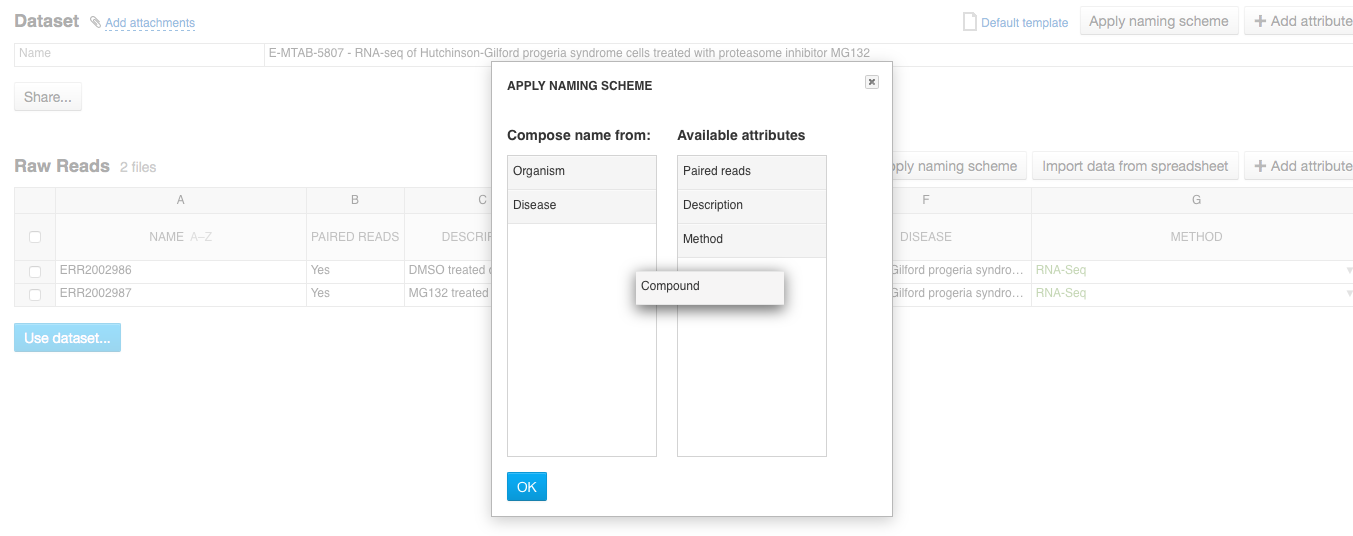 Dataset Add attachments Default template Apply naming scheme + Add attribute
Name E-MTAB-5807 - RNA-seq of Hutchinson-Gilford progeria syndrome cells treated with proteasome inhibitor MG132
Share...
APPLY NAMING SCHEME
Compose name from: Available attributes
Organism Paired reads
Disease Description
Method
Compound
OK
Raw Reads 2 files pply naming scheme Import data from spreadsheet + Add attribute
A B C F G
NAME A–Z PAIRED READS DESCRIP DISEASE METHOD
ERR2002986 Yes DMSO treated Gilford progeria syndro... RNA-Seq
ERR2002987 Yes MG132 treated Gilford progeria syndro... RNA-Seq
Use dataset...